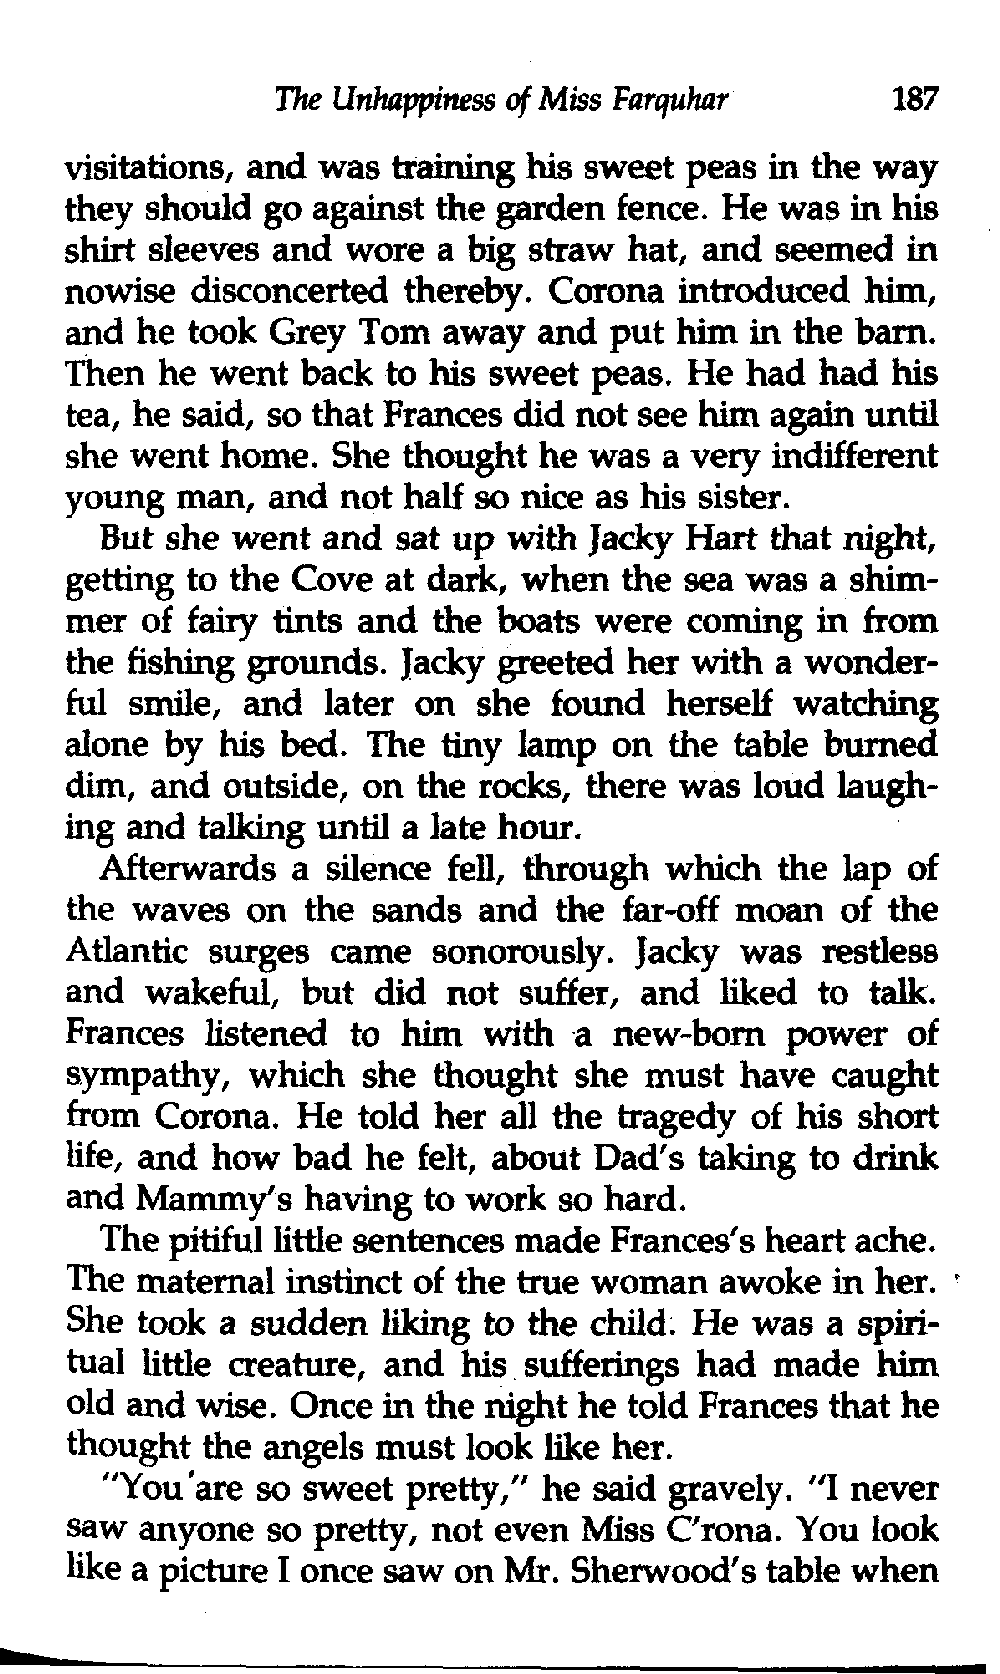 The Unhappiness of Miss Farquhar 187
visitations, and was training his sweet peas in the way
they should go against the garden fence. He was in his
shirt sleeves and wore a big straw hat, and seemed in
nowise disconcerted thereby. Corona introduced him,
and he took Grey Tom away and put him in the barn.
Then he went back to his sweet peas. He had had his
tea, he said, so that Frances did not see him again until
she went home. She thought he was a very indifferent
young man, and not half so nice as his sister.
But she went and sat up with Jacky Hart that night,
getting to the Cove at dark, when the sea was a shim-
mer of fairy tints and the boats were coming in from
the fishing grounds. Jacky greeted her with a wonder-
ful smile, and later on she found herself watching
alone by his bed. The tiny lamp on the table burned
dim, and outside, on the rocks, there was loud laugh-
ing and talking until a late hour.
Afterwards a silence fell, through which the lap of
the waves on the sands and the far-off moan of the
Atlantic surges came sonorously. Jacky was restless
and wakeful, but did not suffer, and liked to talk.
Frances listened to him with a new-born power of
sympathy, which she thought she must have caught
from Corona. He told her all the tragedy of his short
life, and how bad he felt, about Dad's taking to drink
and Mammy's having to work so hard.
The pitiful little sentences made Frances's heart ache.
The maternal instinct of the true woman awoke in her.
She took a sudden liking to the child. He was a spiri-
tual little creature, and his sufferings had made him
old and wise. Once in the night he told Frances that he
thought the angels must look like her.
"You are so sweet pretty," he said gravely. "I never
saw anyone so pretty, not even Miss C'rona. You look
like a picture I once saw on Mr. Sherwood's table when